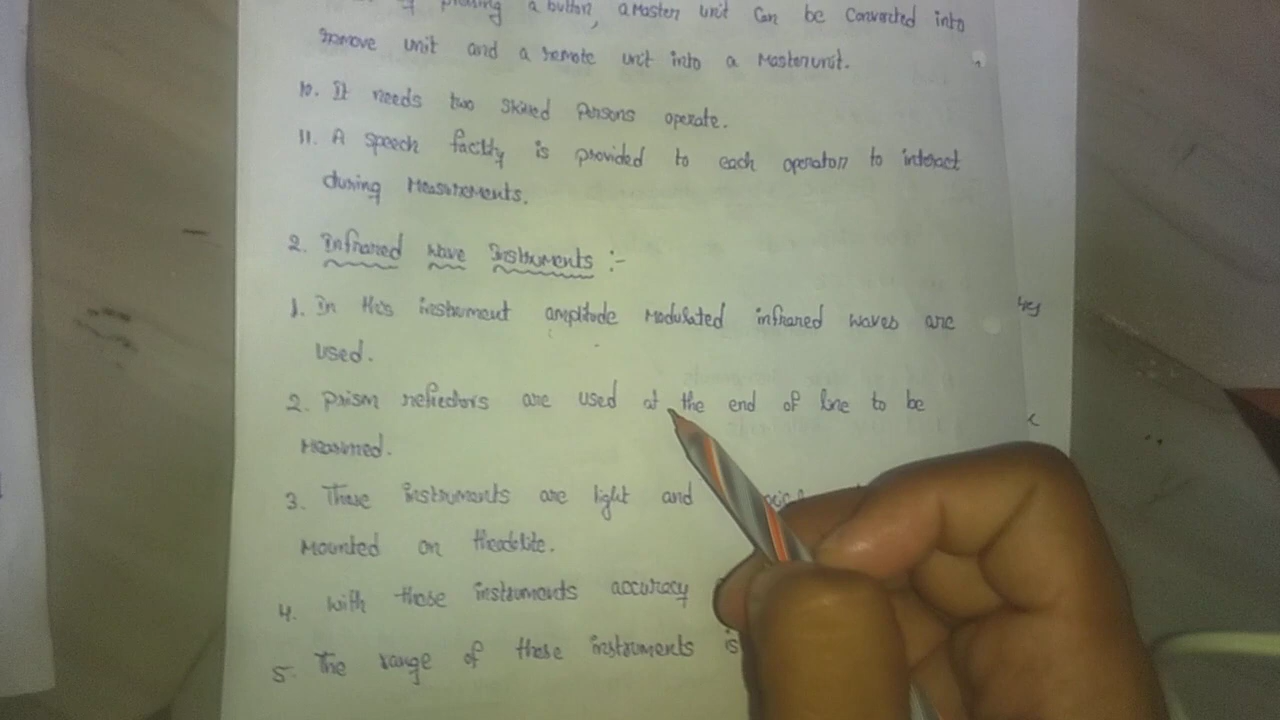 a button, a Master unit can be Converted into
remove unit and a remote unit into a Master unit.
10. It needs two skilled Persons operate.
11. A speech facility is provided to each operator to interact
during Measurements.
2. Infrared wave Instruments :-
1. In this instrument amplitude Modulated infrared waves are
used.
2. prism reflectors are used at the end of line to be
Measured.
3. These instruments are light and
Mounted on theodolite.
4. with these instruments accuracy
5. The range of these instruments is